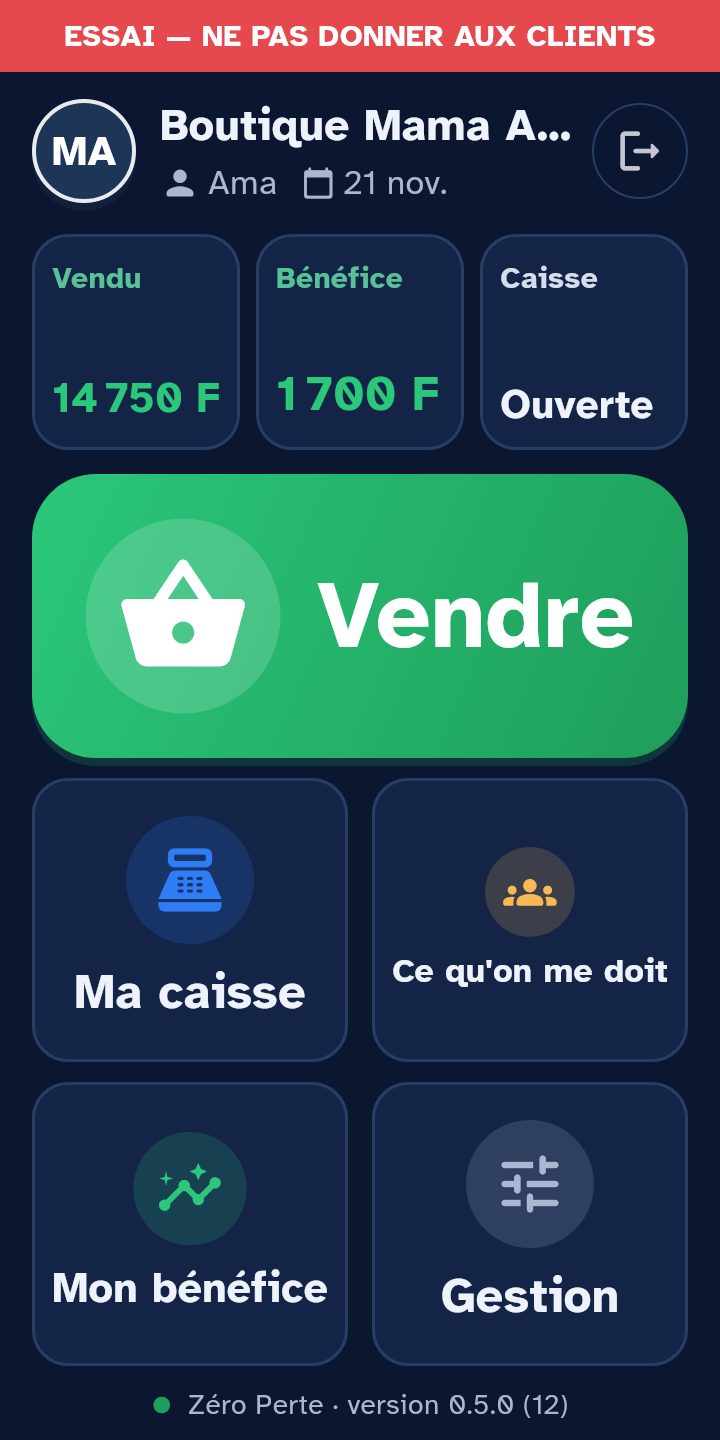 ESSAI — NE PAS DONNER AUX CLIENTS
MA
Boutique Mama A...
Ama 21 nov.
Vendu
14 750 F
Bénéfice
1 700 F
Caisse
Ouverte
Vendre
Ma caisse
Ce qu'on me doit
Mon bénéfice
Gestion
Zéro Perte · version 0.5.0 (12)